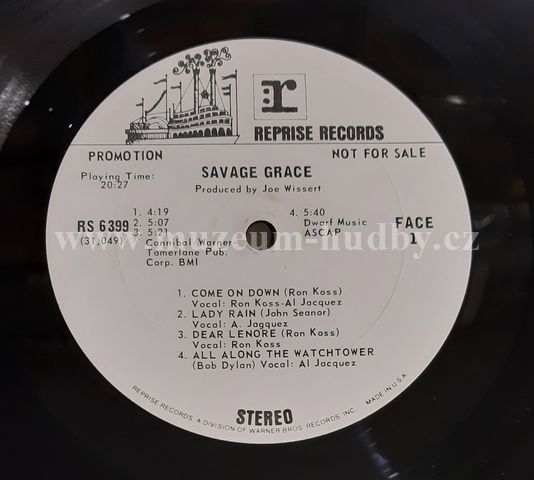 r:
REPRISE RECORDS
PROMOTION
NOT FOR SALE
SAVAGE GRACE
Playing Time:
20:27
Produced by Joe Wissert
RS 6399
(31,049)
1. 4:19
2. 5:07
3. 5:21
Cannibal Warner-
Tamerlane Pub.
Corp. BMI
4. 5:40
Dwarf Music
ASCAP
FACE
1
www.muzeum-hudby.cz
1. COME ON DOWN (Ron Koss)
Vocal: Ron Koss-Al Jacquez
2. LADY RAIN (John Seanor)
Vocal: A. Jagquez
3. DEAR LENORE (Ron Koss)
Vocal: Ron Koss
4. ALL ALONG THE WATCHTOWER
(Bob Dylan) Vocal: Al Jacquez
STEREO
REPRISE RECORDS, A DIVISION OF WARNER BROS. RECORDS, INC.
MADE IN U.S.A.